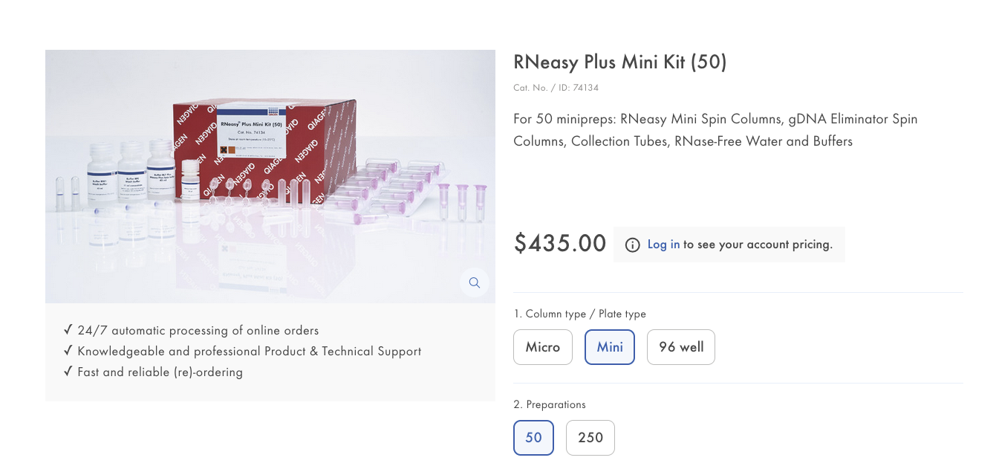 RNeasy Plus Mini Kit (50)
Cat. No. / ID: 74134
For 50 minipreps: RNeasy Mini Spin Columns, gDNA Eliminator Spin
Columns, Collection Tubes, RNase-Free Water and Buffers
$435.00
Log in to see your account pricing.
1. Column type / Plate type
Micro
Mini
96 well
2. Preparations
50
250
RNeasy® Plus Mini Kit (50)
Cat. No. 74134
QIAGEN
QIAGEN
QIAGEN
QIAGEN
QIAGEN
✓ 24/7 automatic processing of online orders
✓ Knowledgeable and professional Product & Technical Support
✓ Fast and reliable (re)-ordering